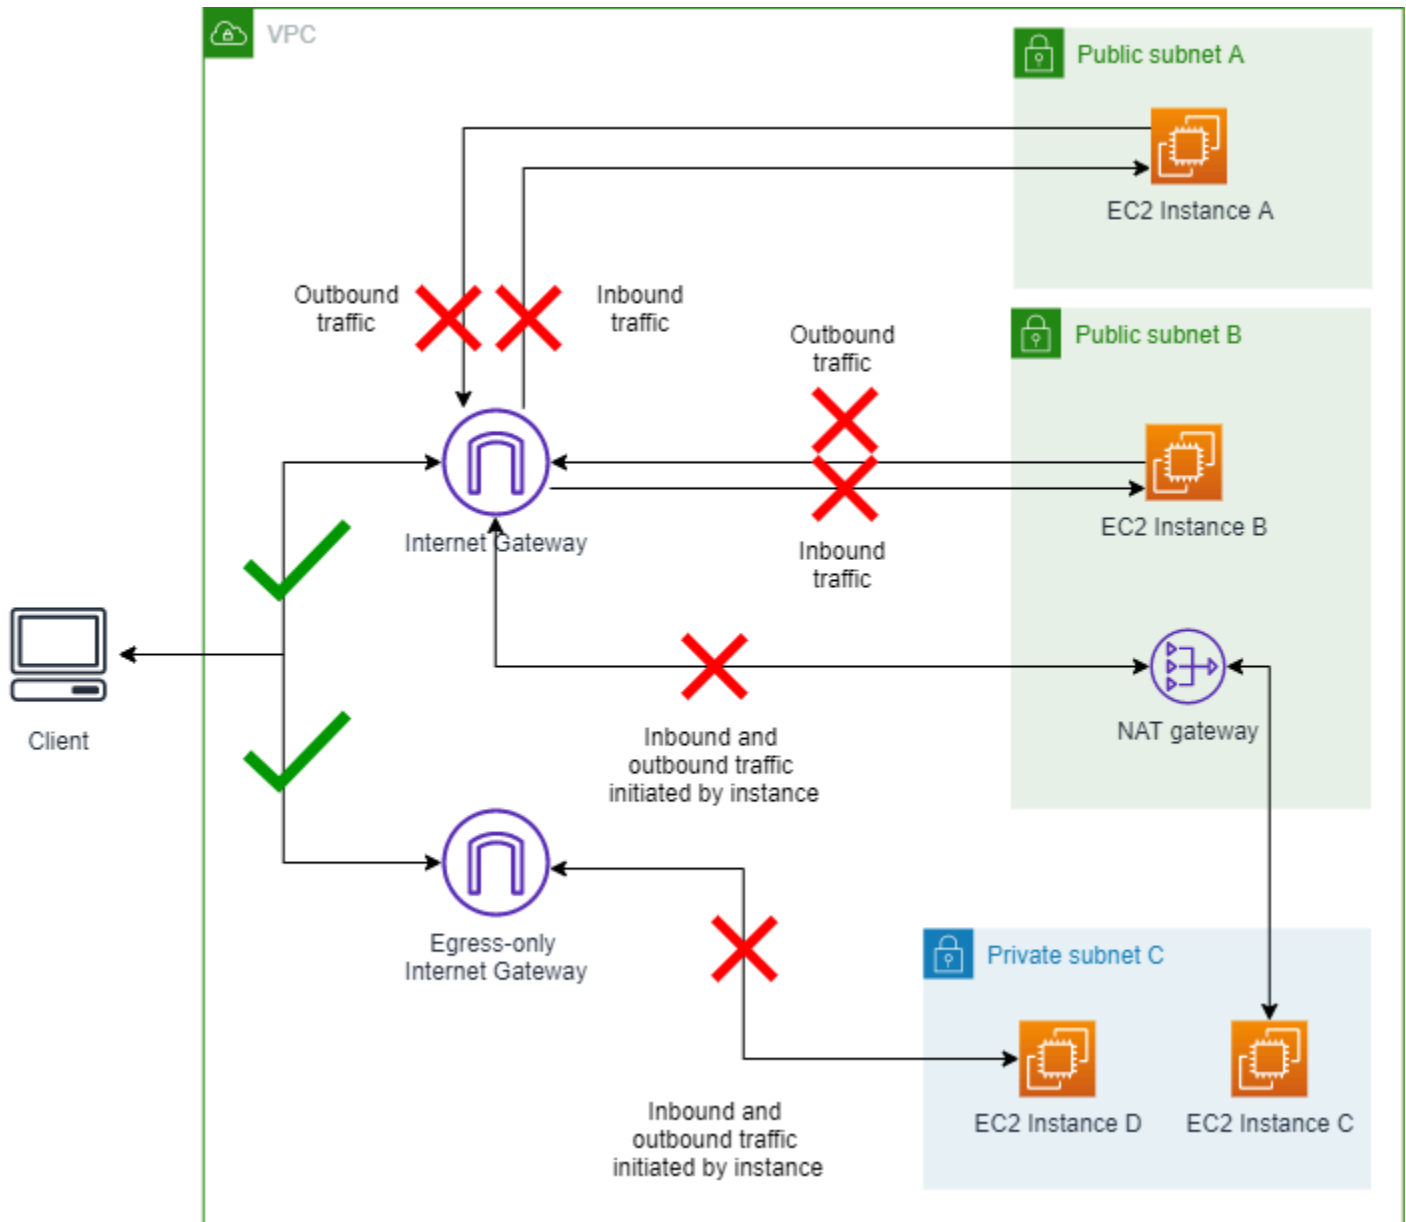 VPC
Public subnet A
EC2 Instance A
Outbound
traffic
Inbound
traffic
Public subnet B
Outbound
traffic
EC2 Instance B
Internet Gateway
Inbound
traffic
Client
NAT gateway
Inbound and
outbound traffic
initiated by instance
Egress-only
Internet Gateway
Private subnet C
EC2 Instance D
EC2 Instance C
Inbound and
outbound traffic
initiated by instance